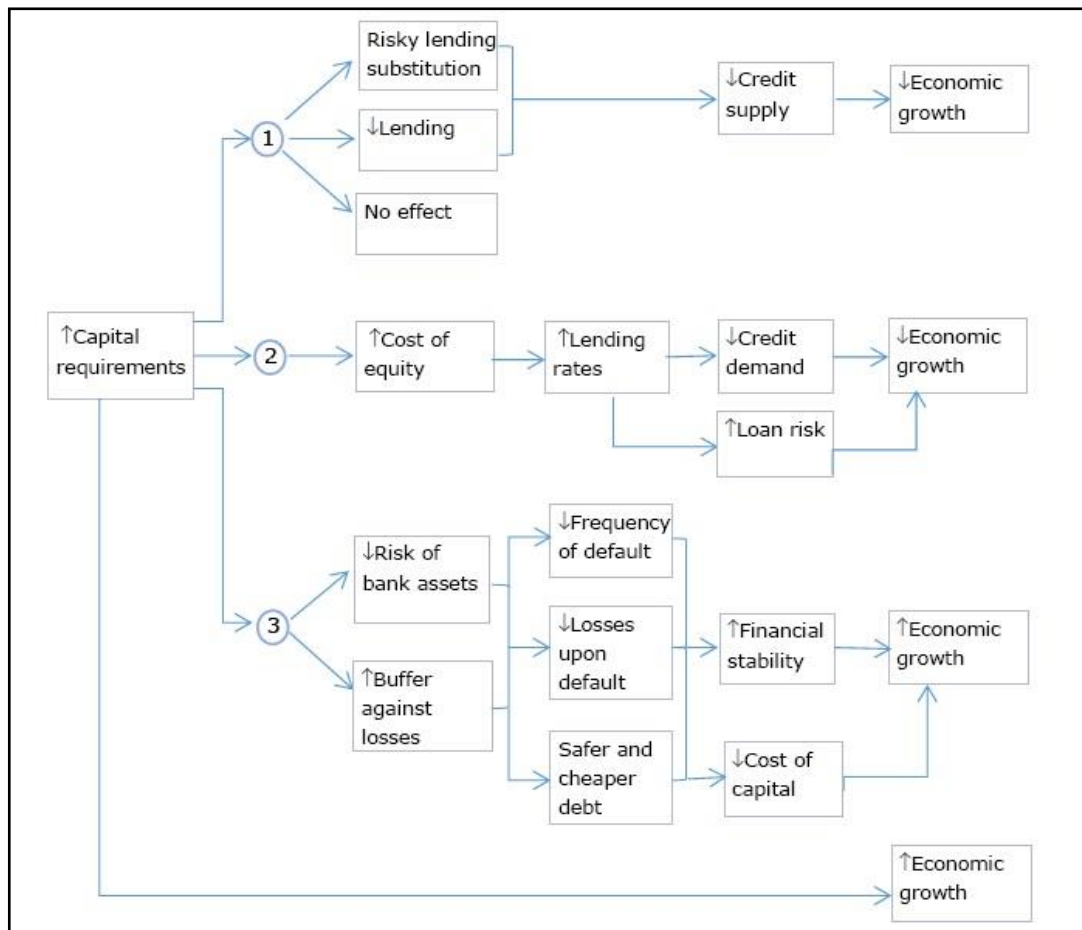 Risky lending
substitution
↓Credit
supply
↓Economic
growth
1
↓Lending
No effect
↑Capital
requirements
2
↑Cost of
equity
↑Lending
rates
↓Credit
demand
↓Economic
growth
↑Loan risk
3
↓Risk of
bank assets
↑Buffer
against
losses
↓Frequency
of default
↓Losses
upon
default
Safer and
cheaper
debt
↑Financial
stability
↑Economic
growth
↓Cost of
capital
↑Economic
growth